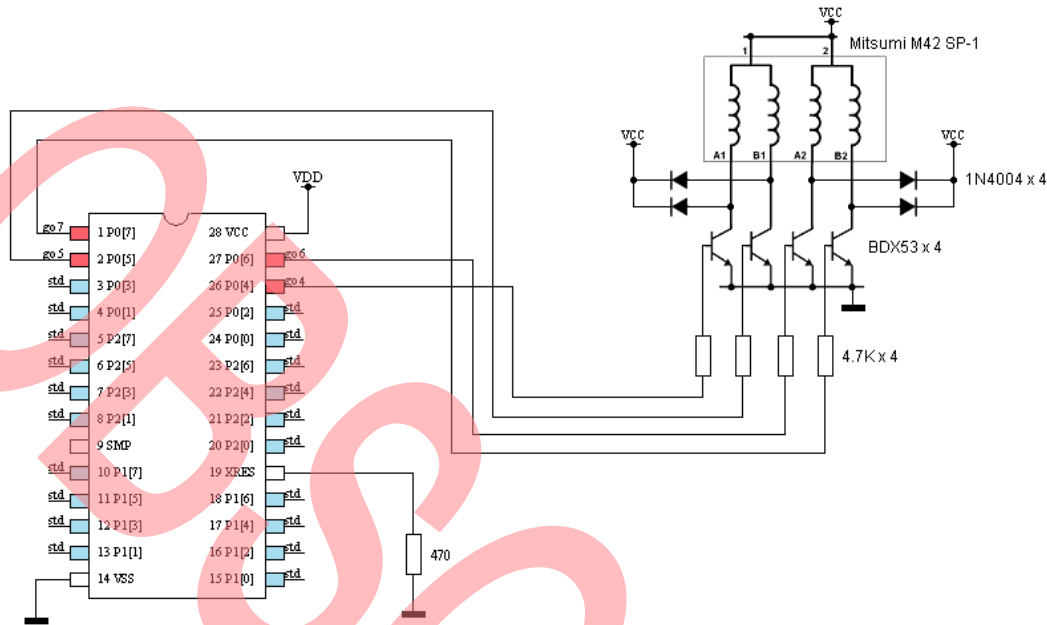 VCC
Mitsumi M42 SP-1
1
2
VCC
VCC
A1
B1
A2
B2
1N4004 x 4
BDX53 x 4
4.7K x 4
VDD
go7
1 P0[7]
28 VCC
go5
2 P0[5]
27 P0[6]
go6
std
3 P0[3]
26 P0[4]
go4
std
4 P0[1]
25 P0[2]
std
std
5 P2[7]
24 P0[0]
std
std
6 P2[5]
23 P2[6]
std
std
7 P2[3]
22 P2[4]
std
std
8 P2[1]
21 P2[2]
std
9 SMP
20 P2[0]
std
std
10 P1[7]
19 XRES
std
11 P1[5]
18 P1[6]
std
std
12 P1[3]
17 P1[4]
std
std
13 P1[1]
16 P1[2]
std
14 VSS
15 P1[0]
std
470